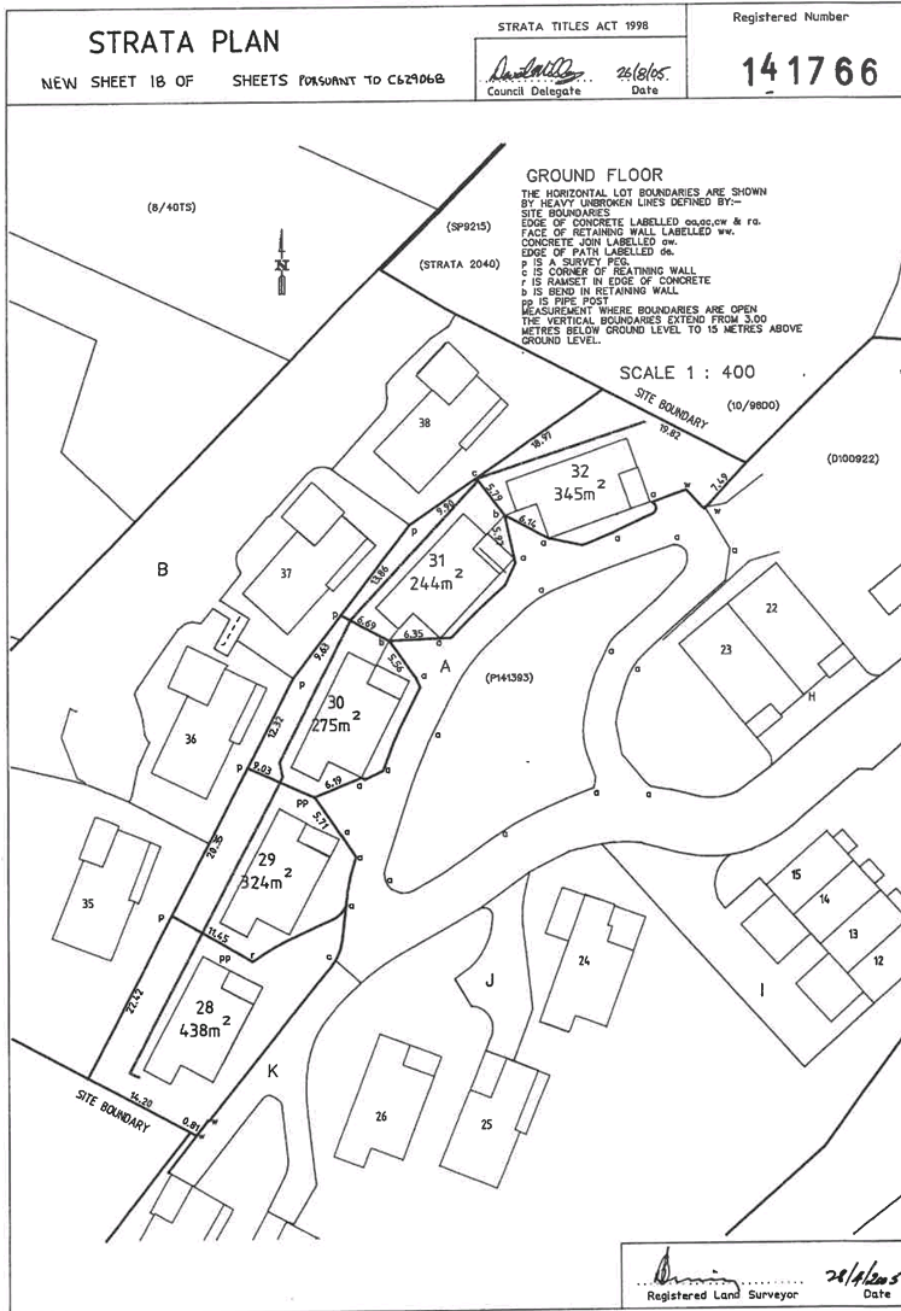 STRATA PLAN
NEW SHEET 1B OF SHEETS PURSUANT TO C629068
STRATA TITLES ACT 1998
26/8/05.
Council Delegate Date
Registered Number
141766
GROUND FLOOR
THE HORIZONTAL LOT BOUNDARIES ARE SHOWN
BY HEAVY UNBROKEN LINES DEFINED BY:-
SITE BOUNDARIES
EDGE OF CONCRETE LABELLED aa,ac,cw & ra.
FACE OF RETAINING WALL LABELLED ww.
CONCRETE JOIN LABELLED aw.
EDGE OF PATH LABELLED da.
p IS A SURVEY PEG.
c IS CORNER OF REATINING WALL
r IS RAMSET IN EDGE OF CONCRETE
b IS BEND IN RETAINING WALL
pp IS PIPE POST
MEASUREMENT WHERE BOUNDARIES ARE OPEN
THE VERTICAL BOUNDARIES EXTEND FROM 3.00
METRES BELOW GROUND LEVEL TO 15 METRES ABOVE
GROUND LEVEL.
SCALE 1 : 400
(8/40TS)
(SP9215)
(STRATA 2040)
N
SITE BOUNDARY
19.82
(10/9600)
(D100922)
7.49
w
w
38
18.97
32
345m²
c
5.79
b
6.14
5.97
9.90
p
37
B
31
244m²
13.86
p
6.69
b
6.35
a
A
5.56
(P141393)
22
23
H
9.63
p
30
275m²
12.32
36
p
9.03
6.19
pp
5.71
29
324m²
20.36
35
p
11.45
pp
r
c
28
438m²
22.42
24
J
15
14
13
12
I
K
26
25
14.20
0.81
w
w
SITE BOUNDARY
28/4/2005
Registered Land Surveyor Date